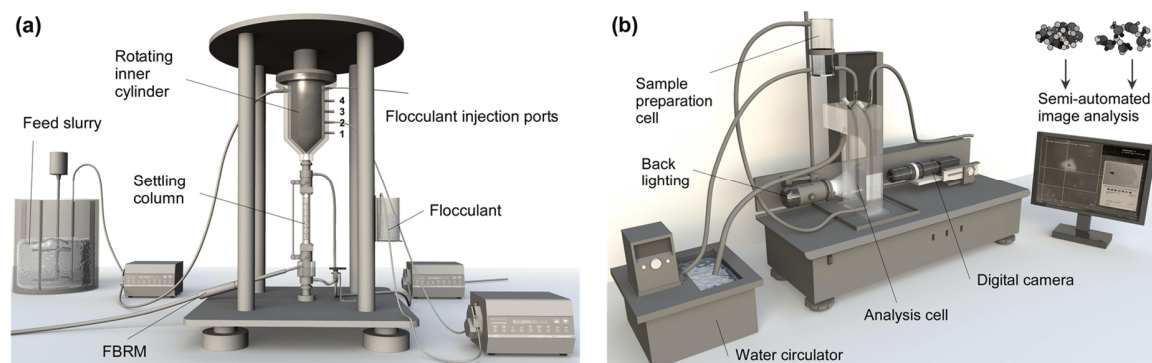 (a)
Rotating
inner
cylinder
4
3
2
1
Flocculant injection ports
Feed slurry
Settling
column
Flocculant
FBRM
(b)
Sample
preparation
cell
Semi-automated
image analysis
Back
lighting
Digital camera
Analysis cell
Water circulator